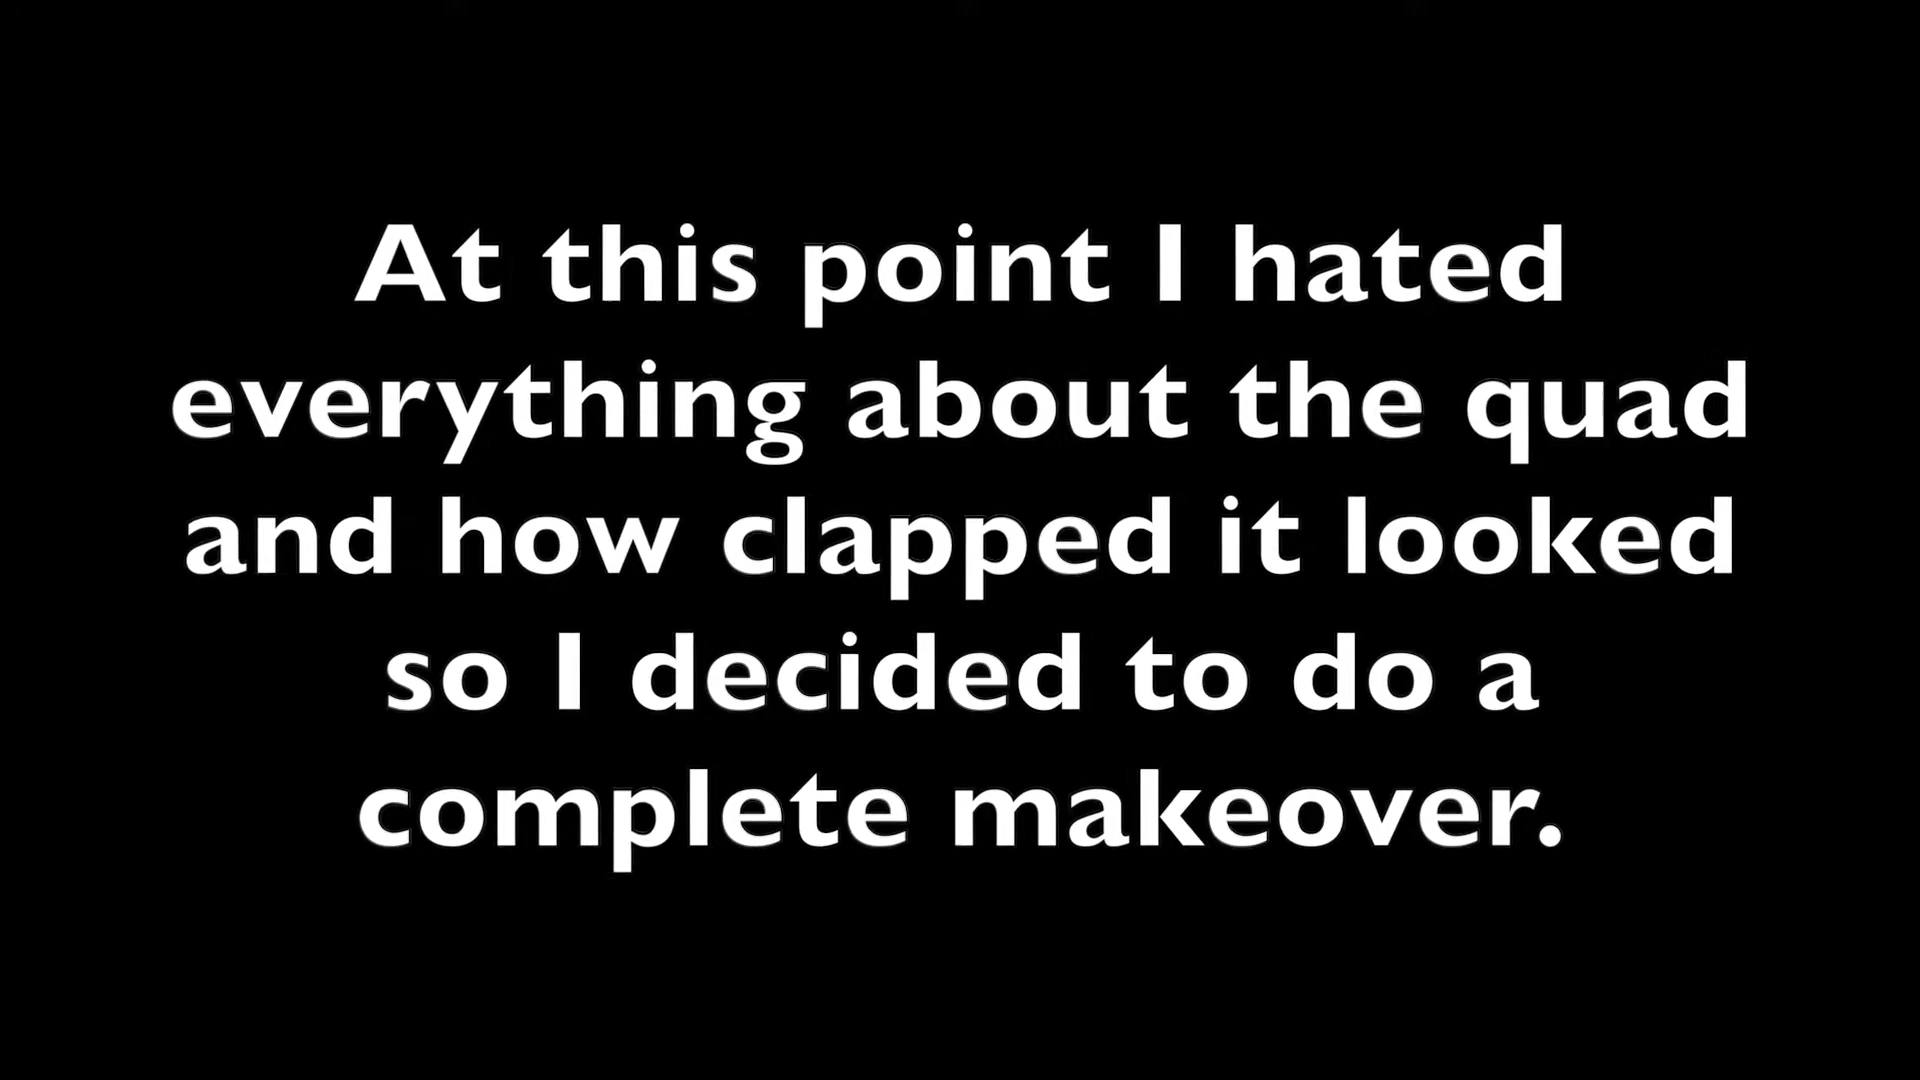 At this point I hated
everything about the quad
and how clapped it looked
so I decided to do a
complete makeover.